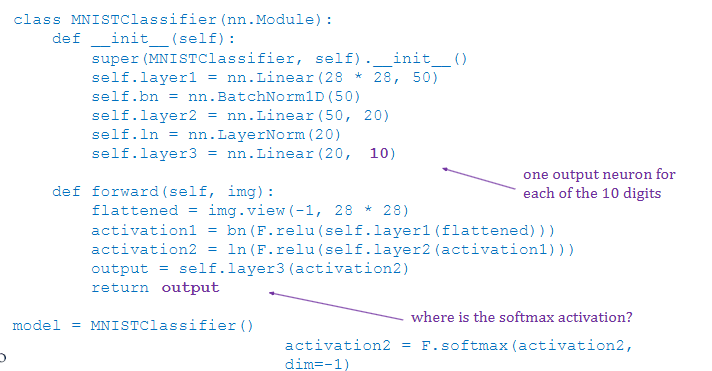 class MNISTClassifier(nn.Module):
    def __init__(self):
        super(MNISTClassifier, self).__init__()
        self.layer1 = nn.Linear(28 * 28, 50)
        self.bn = nn.BatchNorm1D(50)
        self.layer2 = nn.Linear(50, 20)
        self.ln = nn.LayerNorm(20)
        self.layer3 = nn.Linear(20, 10)
one output neuron for
each of the 10 digits
    def forward(self, img):
        flattened = img.view(-1, 28 * 28)
        activation1 = bn(F.relu(self.layer1(flattened)))
        activation2 = ln(F.relu(self.layer2(activation1)))
        output = self.layer3(activation2)
        return output
where is the softmax activation?
model = MNISTClassifier()
activation2 = F.softmax(activation2,
dim=-1)